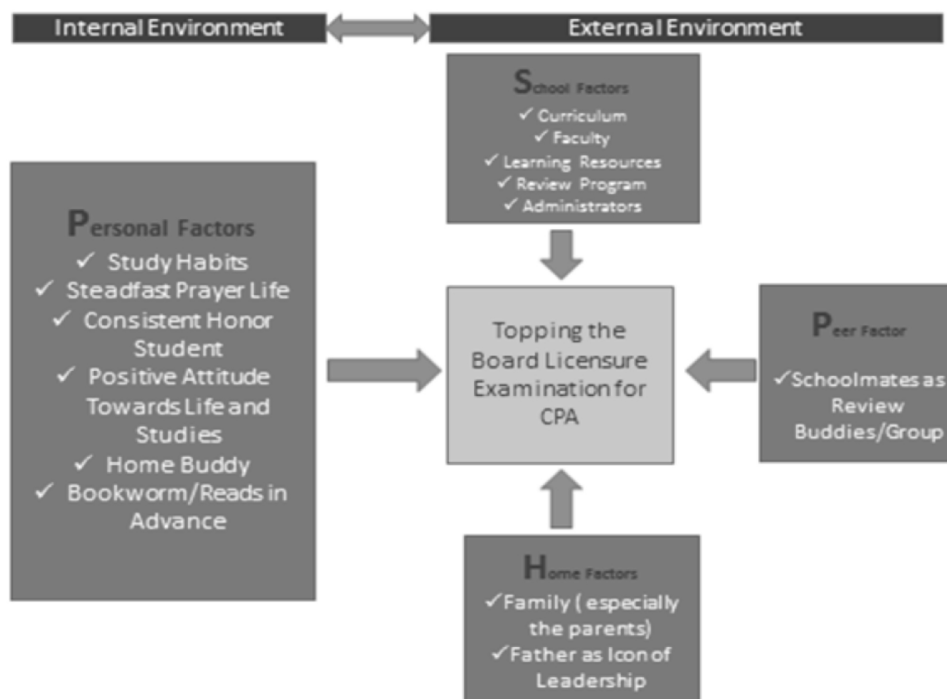 Internal Environment
External Environment
School Factors
✓ Curriculum
✓ Faculty
✓ Learning Resources
✓ Review Program
✓ Administrators
Personal Factors
✓ Study Habits
✓ Steadfast Prayer Life
✓ Consistent Honor
Student
✓ Positive Attitude
Towards Life and
Studies
✓ Home Buddy
✓ Bookworm/Reads in
Advance
Topping the
Board Licensure
Examination for
CPA
Peer Factor
✓Schoolmates as
Review
Buddies/Group
Home Factors
✓Family ( especially
the parents)
✓Father as Icon of
Leadership